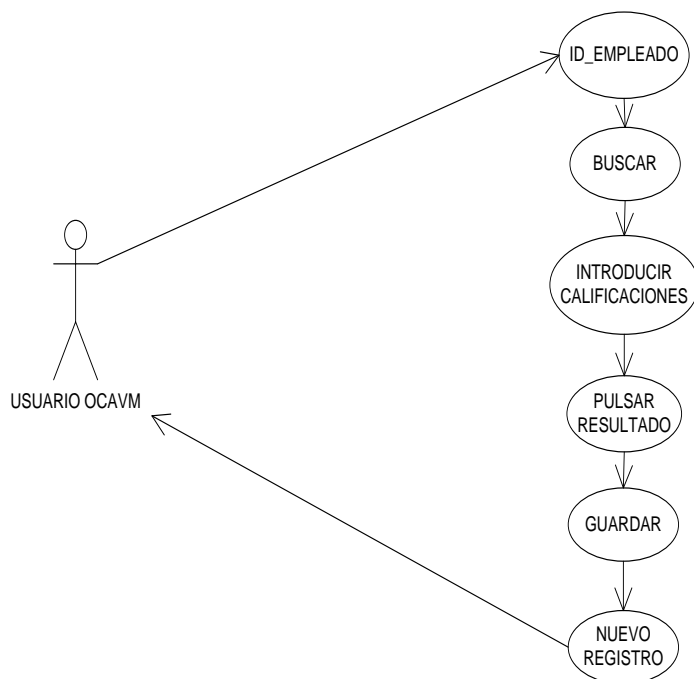 ID_EMPLEADO
BUSCAR
INTRODUCIR
CALIFICACIONES
PULSAR
RESULTADO
USUARIO OCAVM
GUARDAR
NUEVO
REGISTRO